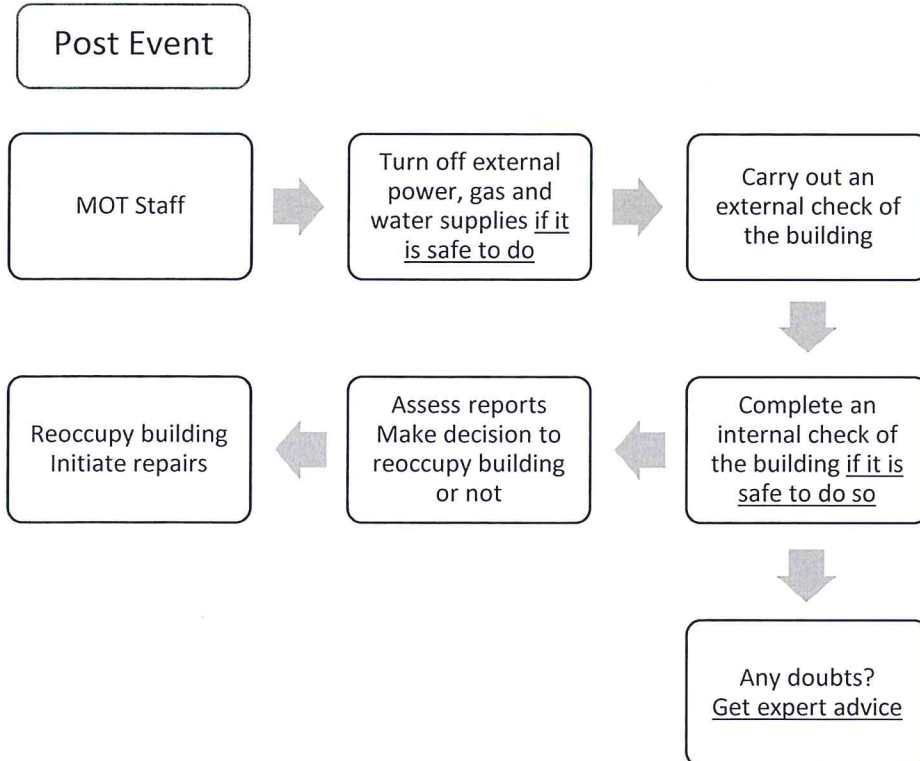 Post Event
MOT Staff
Turn off external
power, gas and
water supplies if it
is safe to do
Carry out an
external check of
the building
Complete an
internal check of
the building if it is
safe to do so
Assess reports
Make decision to
reoccupy building
or not
Reoccupy building
Initiate repairs
Any doubts?
Get expert advice